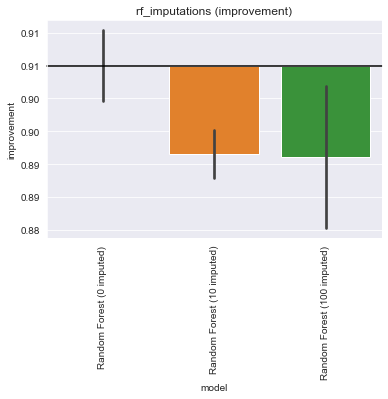 rf_imputations (improvement)
0.91
0.91
0.90
0.90
0.89
0.89
0.88
improvement
Random Forest (0 imputed)
Random Forest (10 imputed)
Random Forest (100 imputed)
model